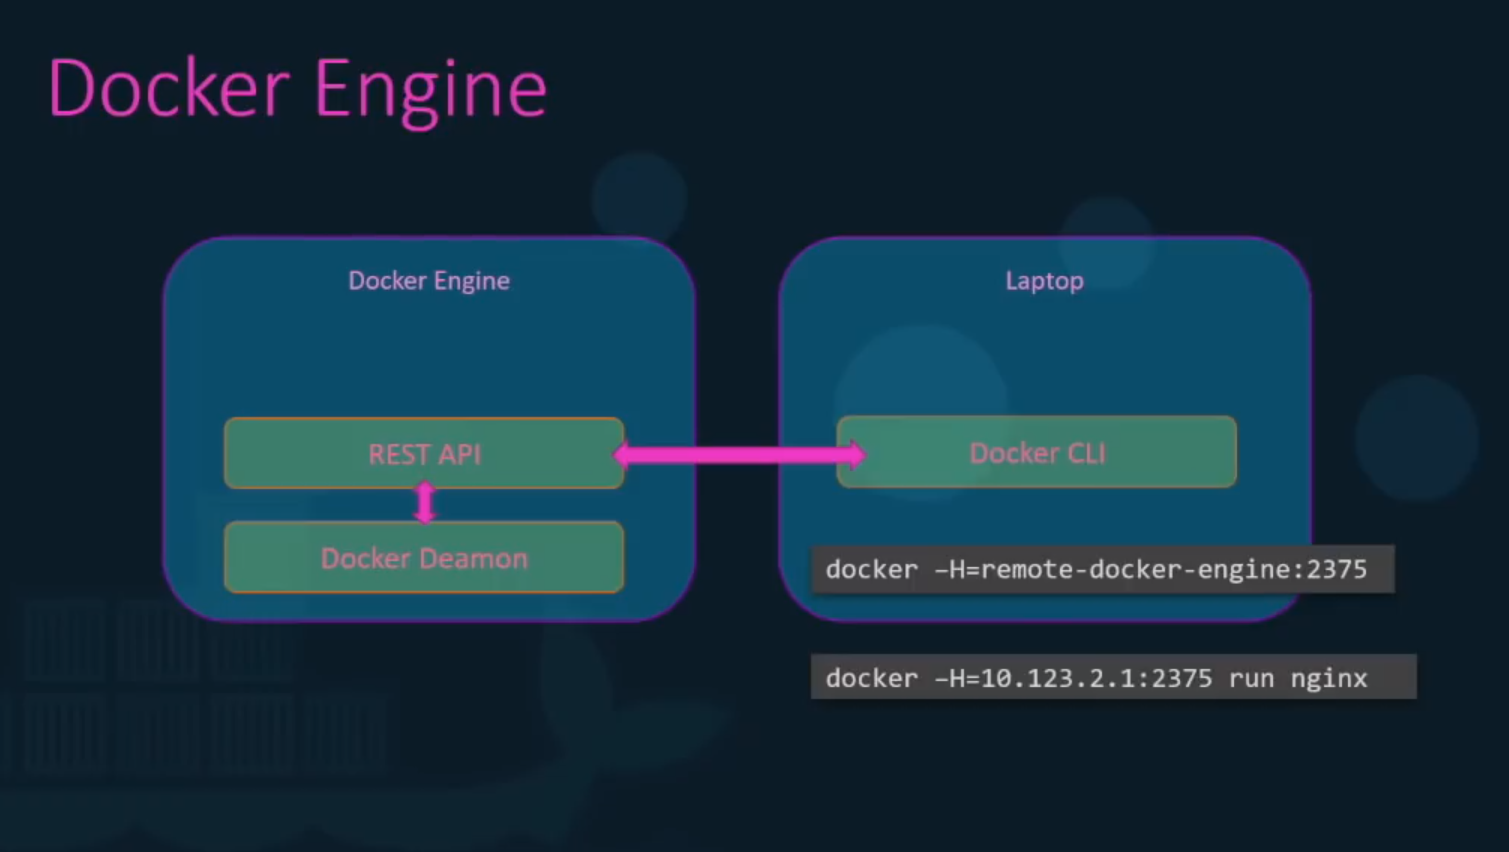 Docker Engine
Docker Engine
Laptop
REST API
Docker CLI
Docker Deamon
docker –H=remote-docker-engine:2375
docker –H=10.123.2.1:2375 run nginx